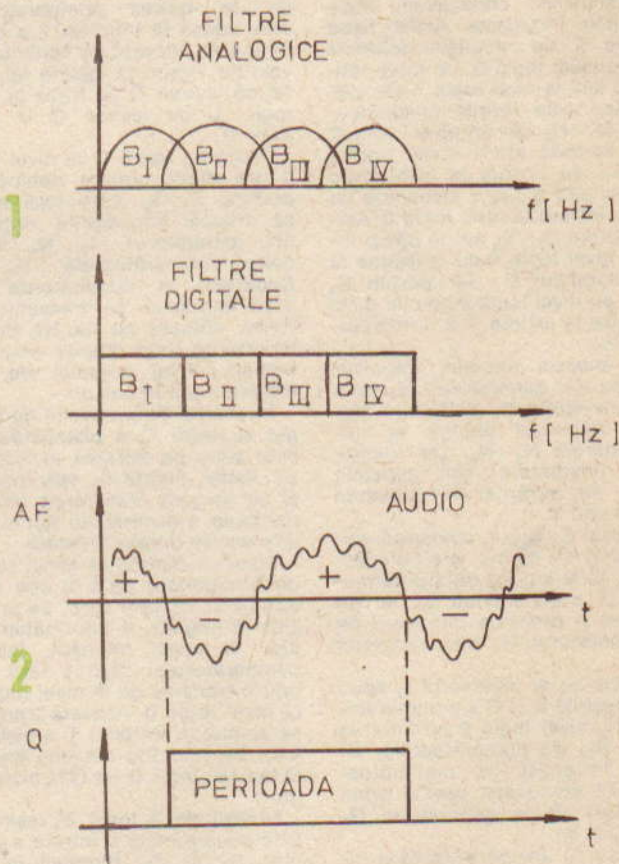 FILTRE
ANALOGICE
B I B II B III B IV
f [ Hz ]
1
FILTRE
DIGITALE
B I B II B III B IV
f [ Hz ]
AF AUDIO
+ +
− −
t
2
Q
PERIOADA
t